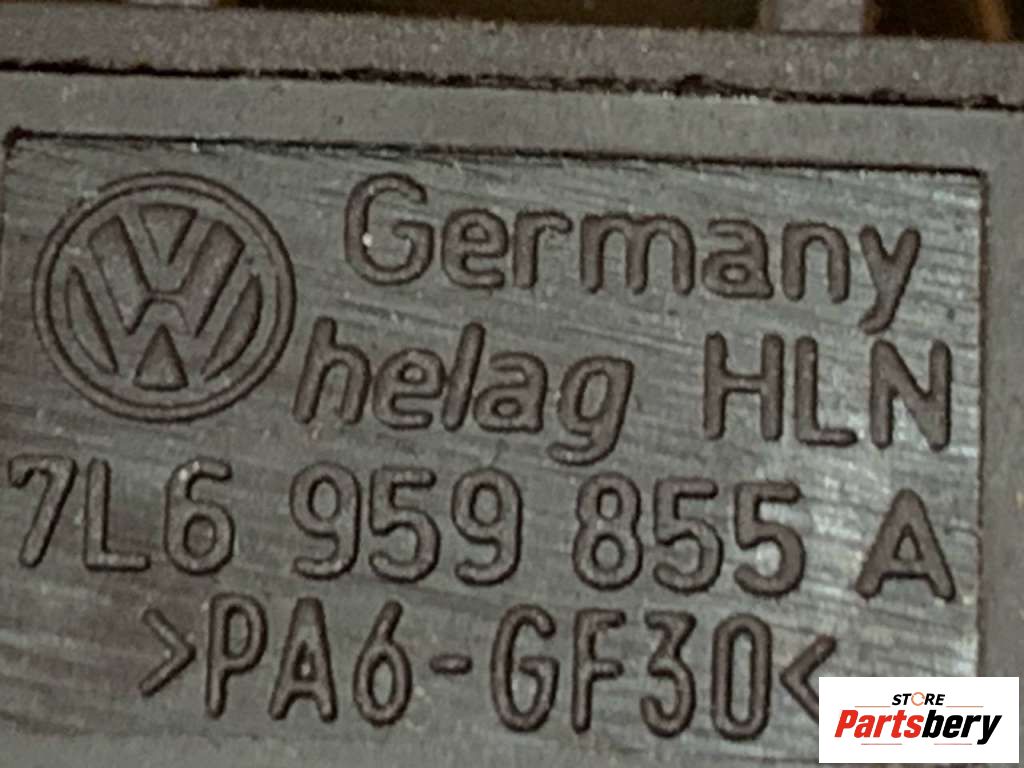 Germany
helag HLN
7L6 959 855 A
>PA6-GF30<
STORE
Partsbery